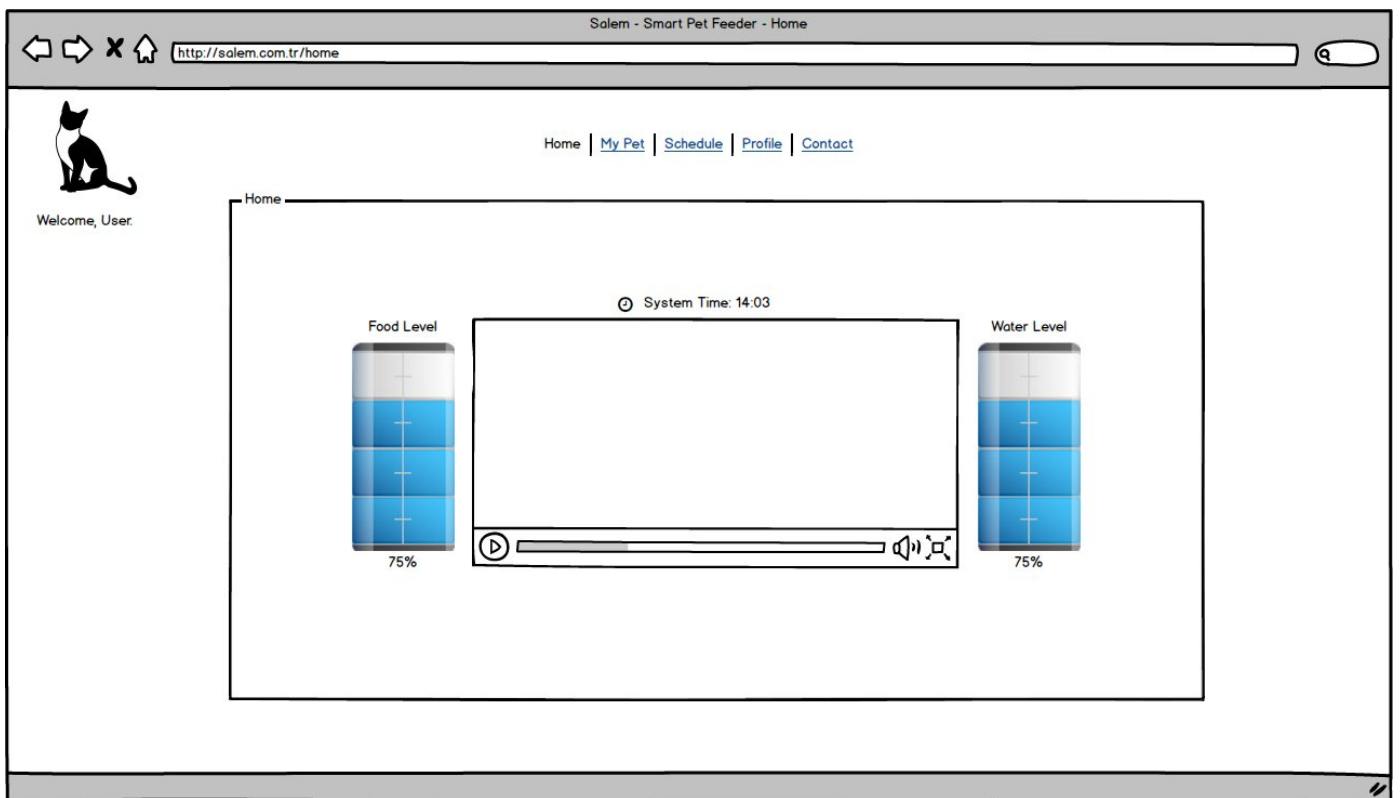 Salem - Smart Pet Feeder - Home
http://salem.com.tr/home
Home My Pet Schedule Profile Contact
Welcome, User.
Home
System Time: 14:03
Food Level
Water Level
75%
75%